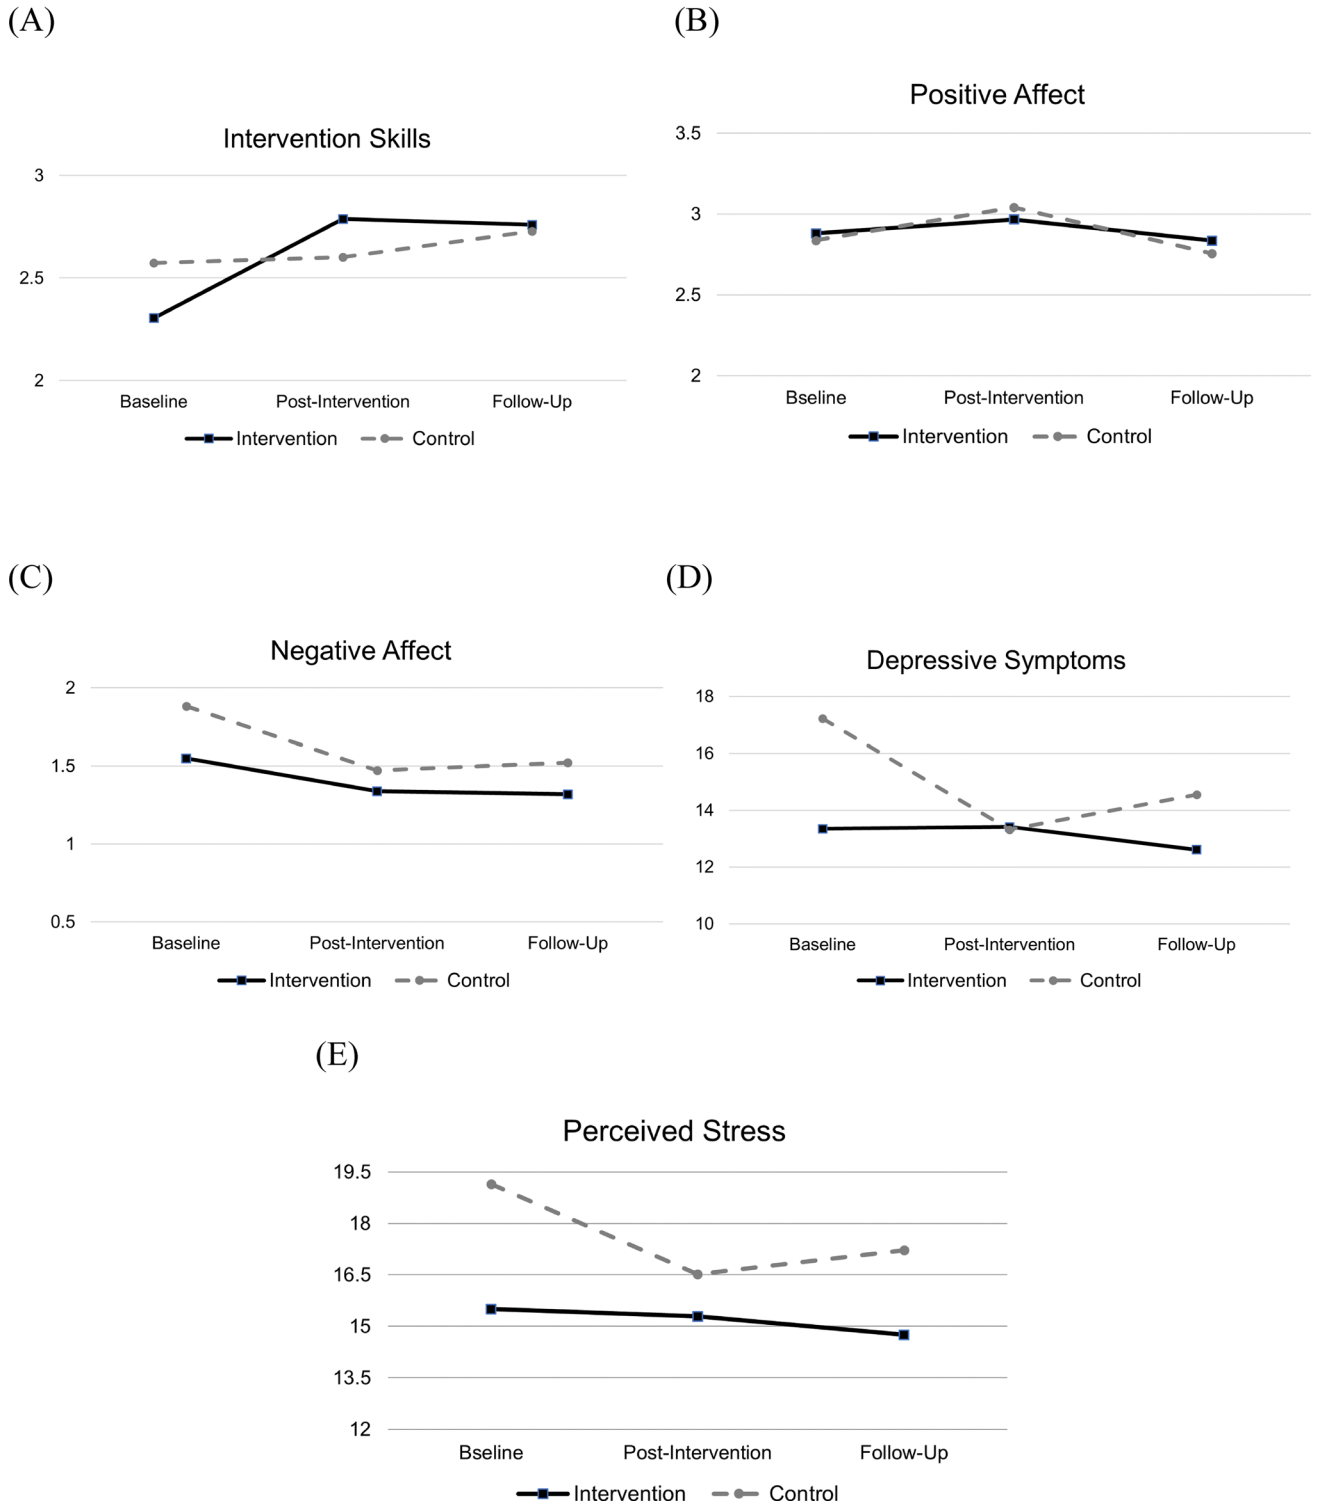 (A)
Intervention Skills
3
2.5
2
Baseline Post-Intervention Follow-Up
Intervention Control
(B)
Positive Affect
3.5
3
2.5
2
Bseline Post-Intervention Follow-Up
Intervention Control
(C)
Negative Affect
2
1.5
1
0.5
Baseline Post-Intervention Follow-Up
Intervention Control
(D)
Depressive Symptoms
18
16
14
12
10
Baseline Post-Intervention Follow-Up
Intervention Control
(E)
Perceived Stress
19.5
18
16.5
15
13.5
12
Bseline Post-Intervention Follow-Up
Intervention Control